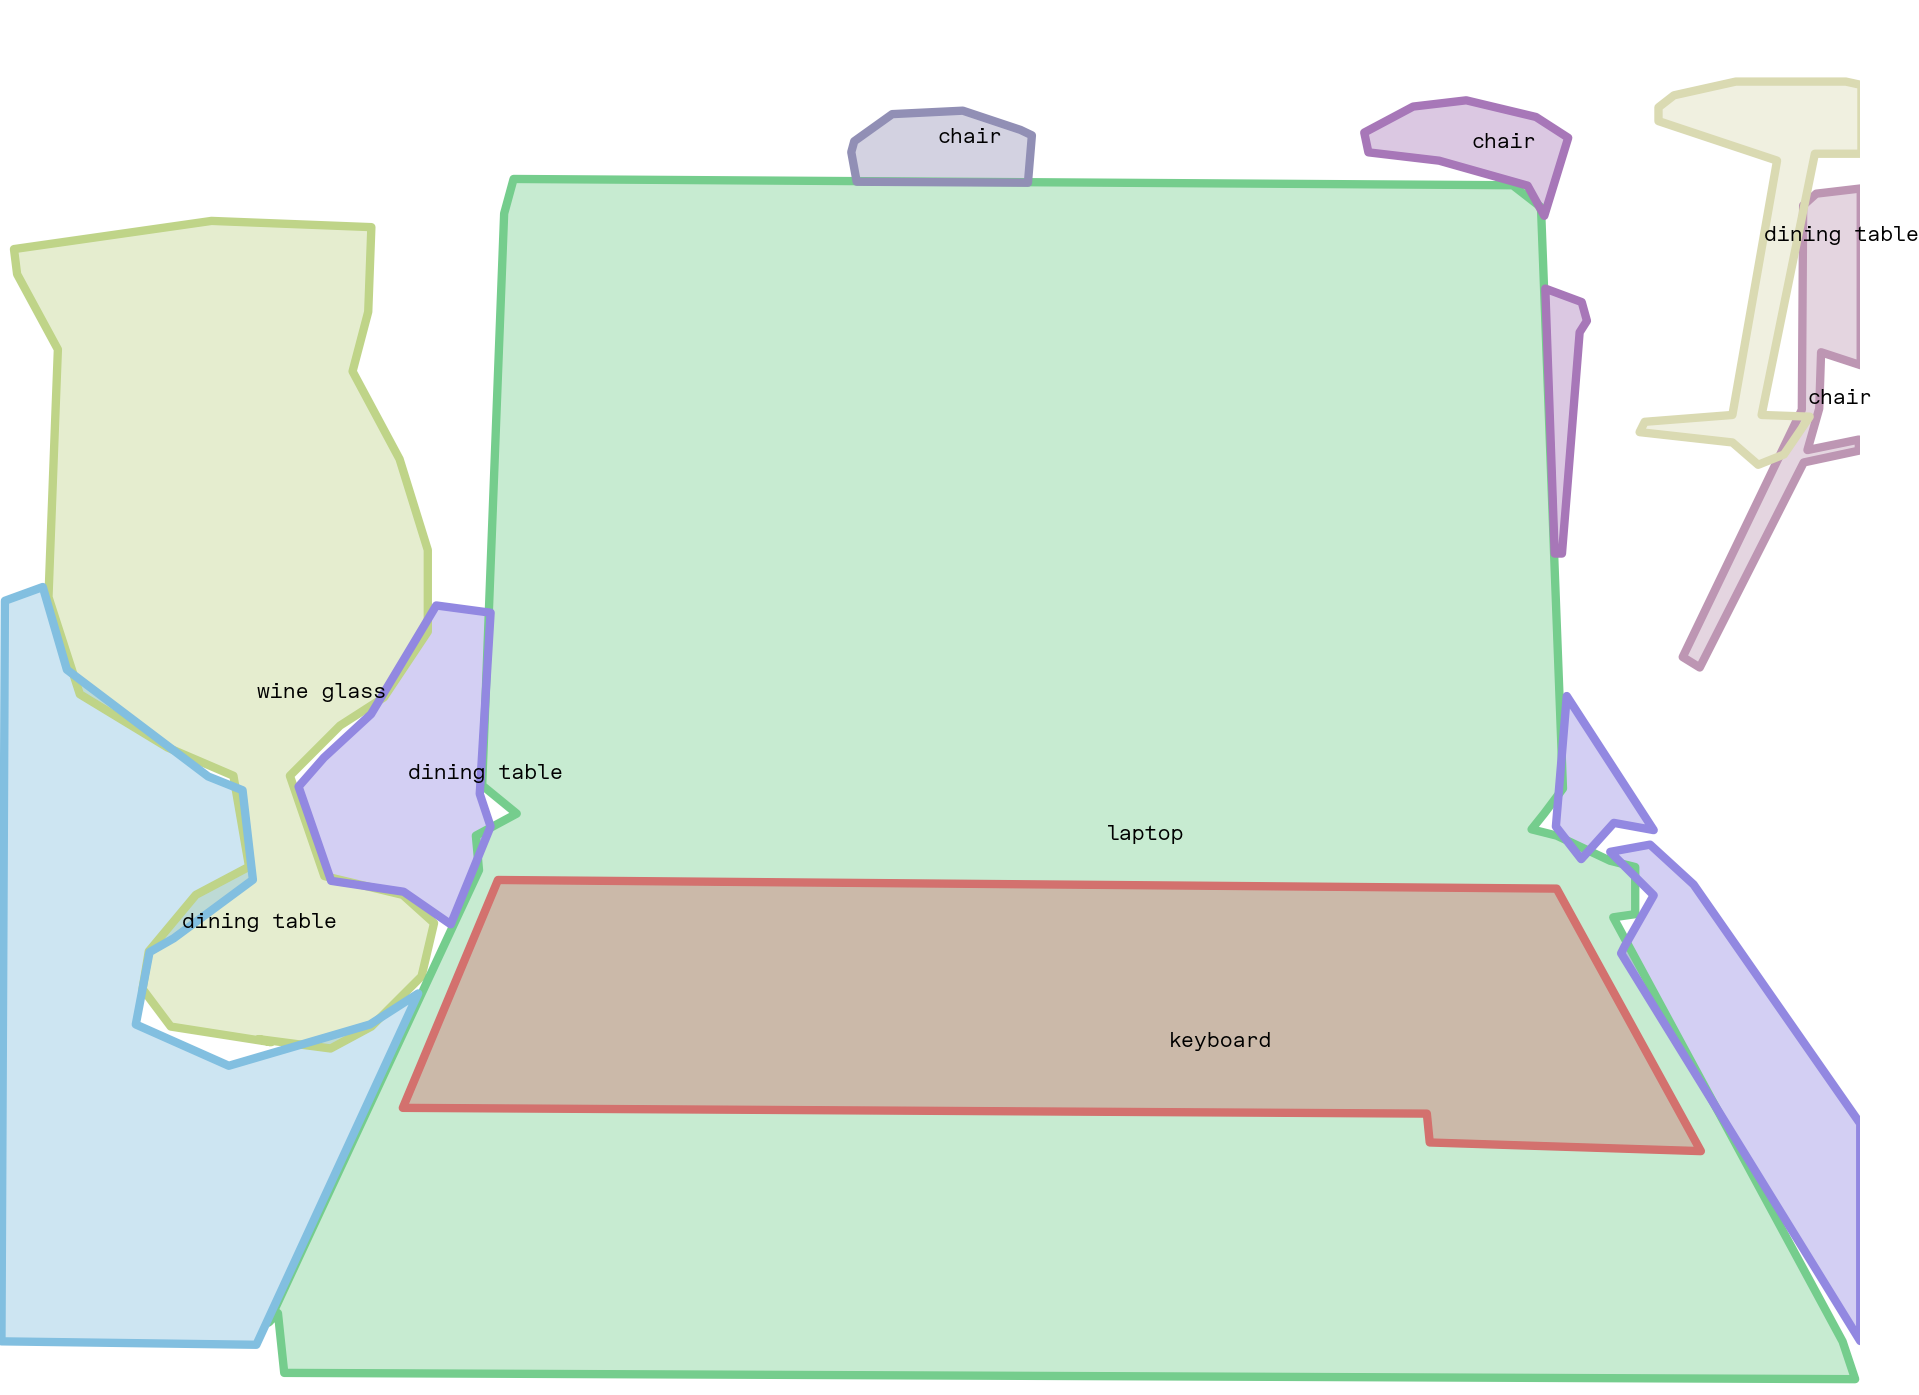 chair
chair
dining table
chair
wine glass
dining table
laptop
dining table
keyboard